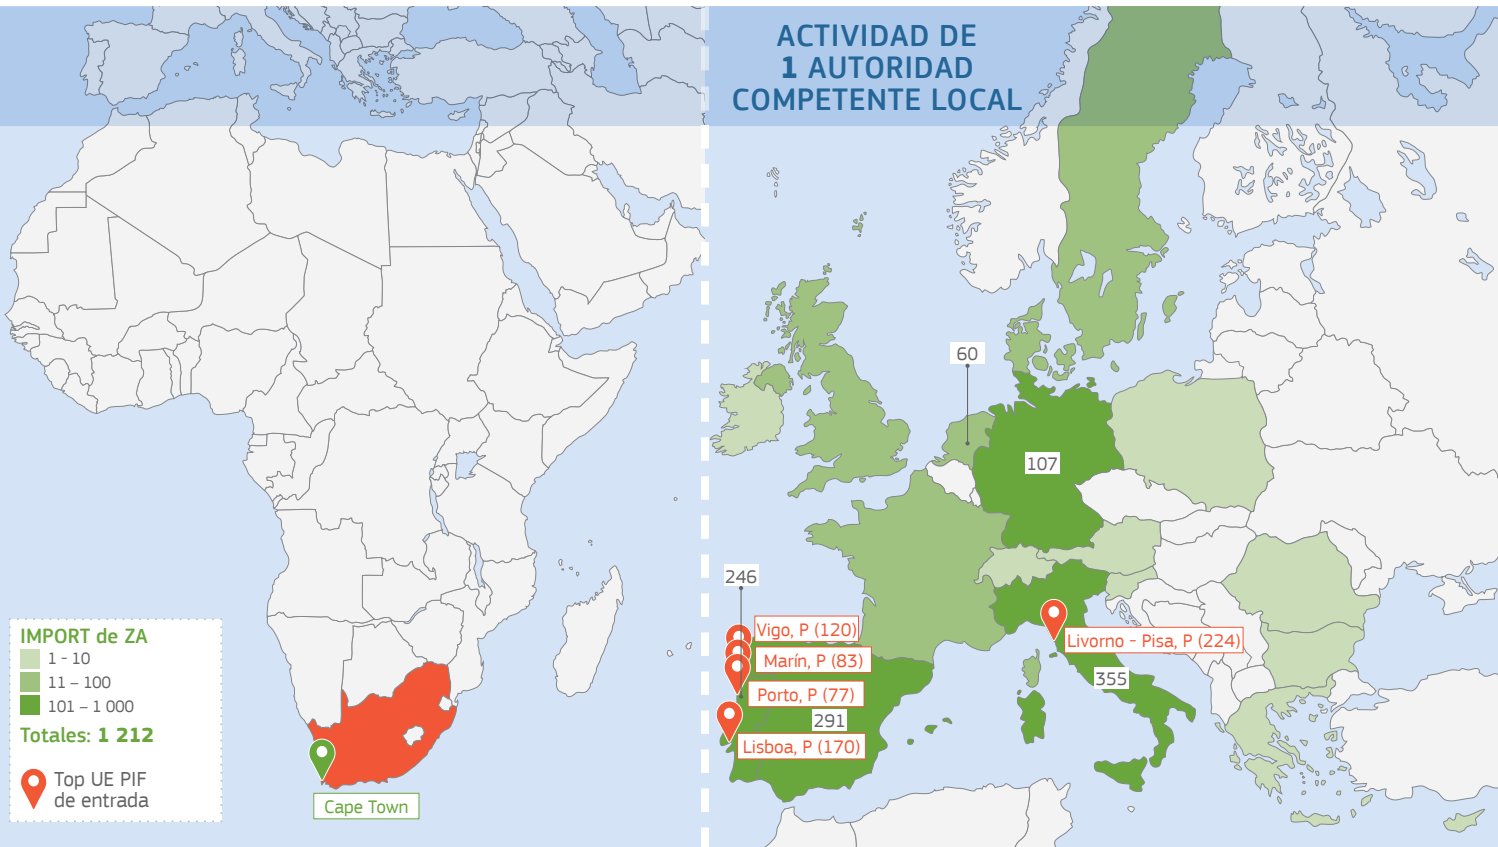 ACTIVIDAD DE
1 AUTORIDAD
COMPETENTE LOCAL
60
107
246
Vigo, P (120)
Marín, P (83)
Porto, P (77)
291
Lisboa, P (170)
Livorno - Pisa, P (224)
355
IMPORT de ZA
1 - 10
11 – 100
101 – 1 000
Totales: 1 212
Top UE PIF
de entrada
Cape Town